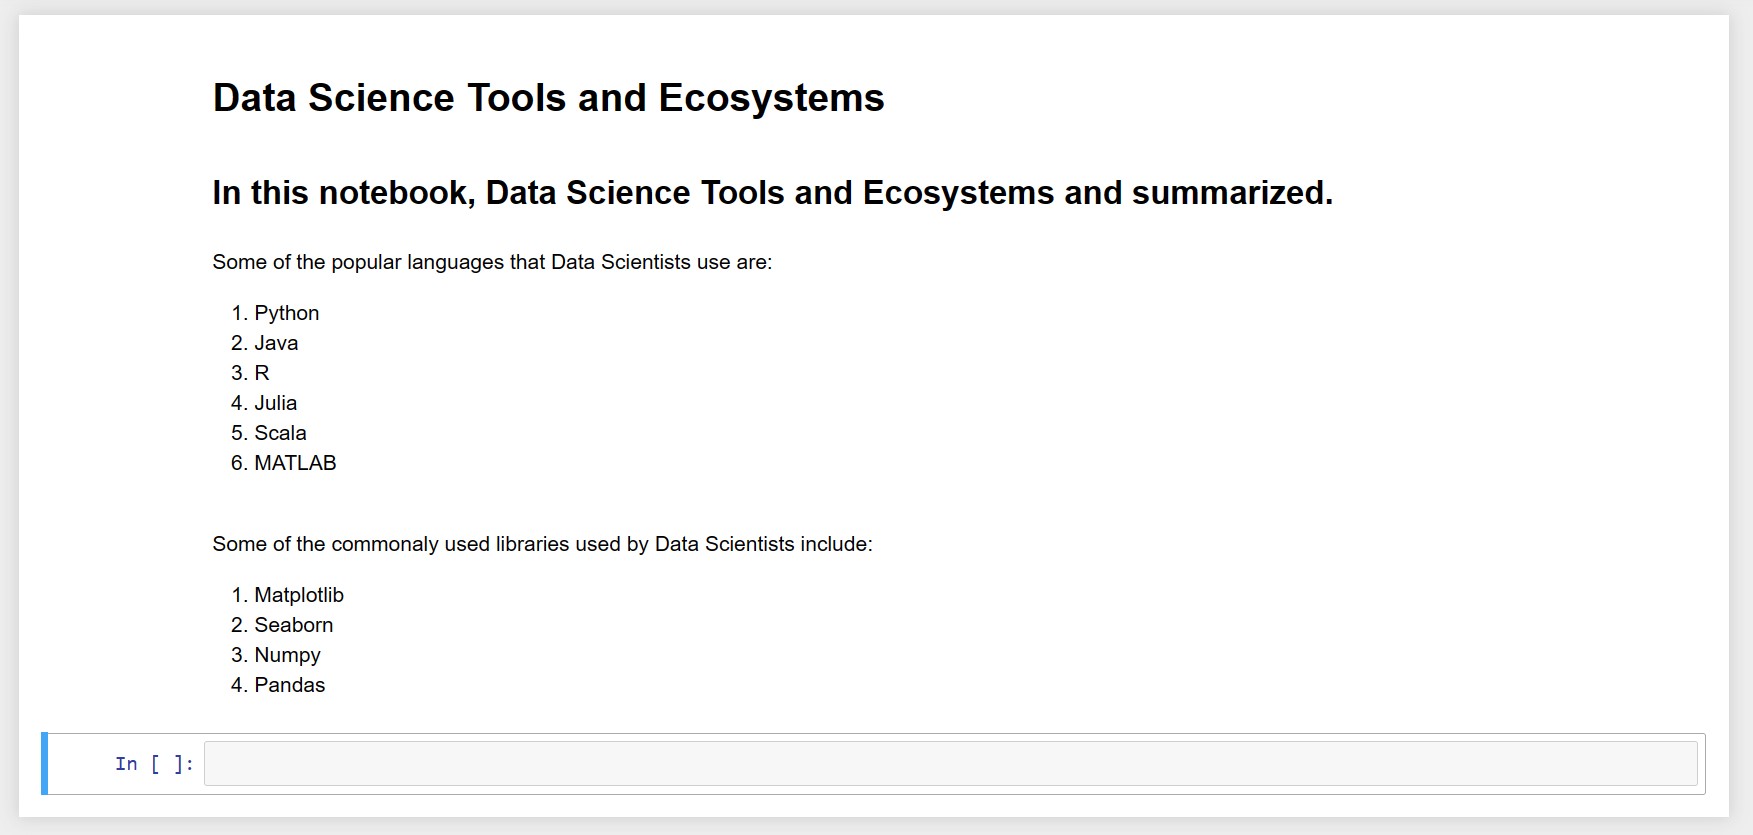 Data Science Tools and Ecosystems
In this notebook, Data Science Tools and Ecosystems and summarized.
Some of the popular languages that Data Scientists use are:
1. Python
2. Java
3. R
4. Julia
5. Scala
6. MATLAB
Some of the commonaly used libraries used by Data Scientists include:
1. Matplotlib
2. Seaborn
3. Numpy
4. Pandas
In [ ]: